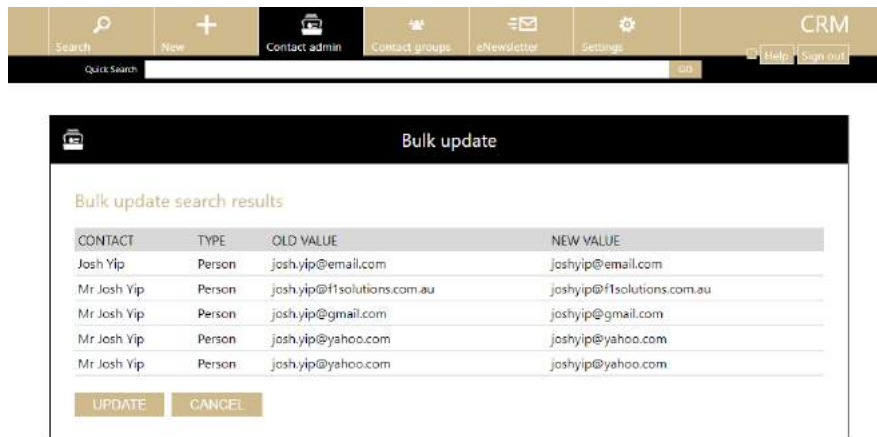 CRM
Search New Contact admin Contact groups eNewsletter Settings
Help Sign out
Quick Search GO
Bulk update
Bulk update search results
CONTACT TYPE OLD VALUE NEW VALUE
Josh Yip Person josh.yip@email.com joshyip@email.com
Mr Josh Yip Person josh.yip@f1solutions.com.au joshyip@f1solutions.com.au
Mr Josh Yip Person josh.yip@gmail.com joshyip@gmail.com
Mr Josh Yip Person josh.yip@yahoo.com joshyip@yahoo.com
Mr Josh Yip Person josh.yip@yahoo.com joshyip@yahoo.com
UPDATE CANCEL